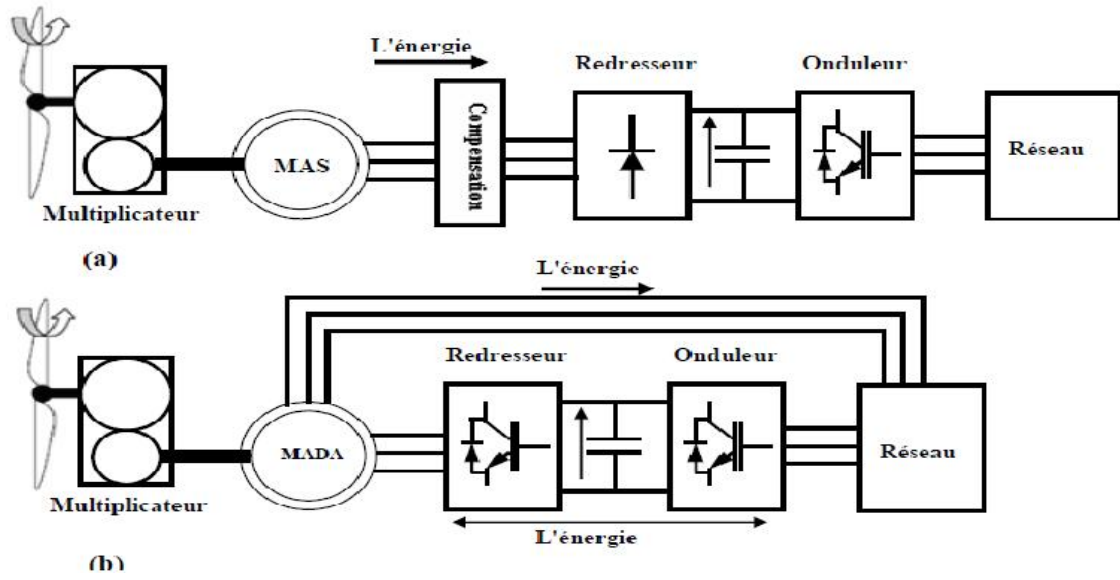 L'énergie
Redresseur
Onduleur
Compensation
MAS
Réseau
Multiplicateur
(a)
L'énergie
Redresseur
Onduleur
MADA
Réseau
Multiplicateur
L'énergie
(b)